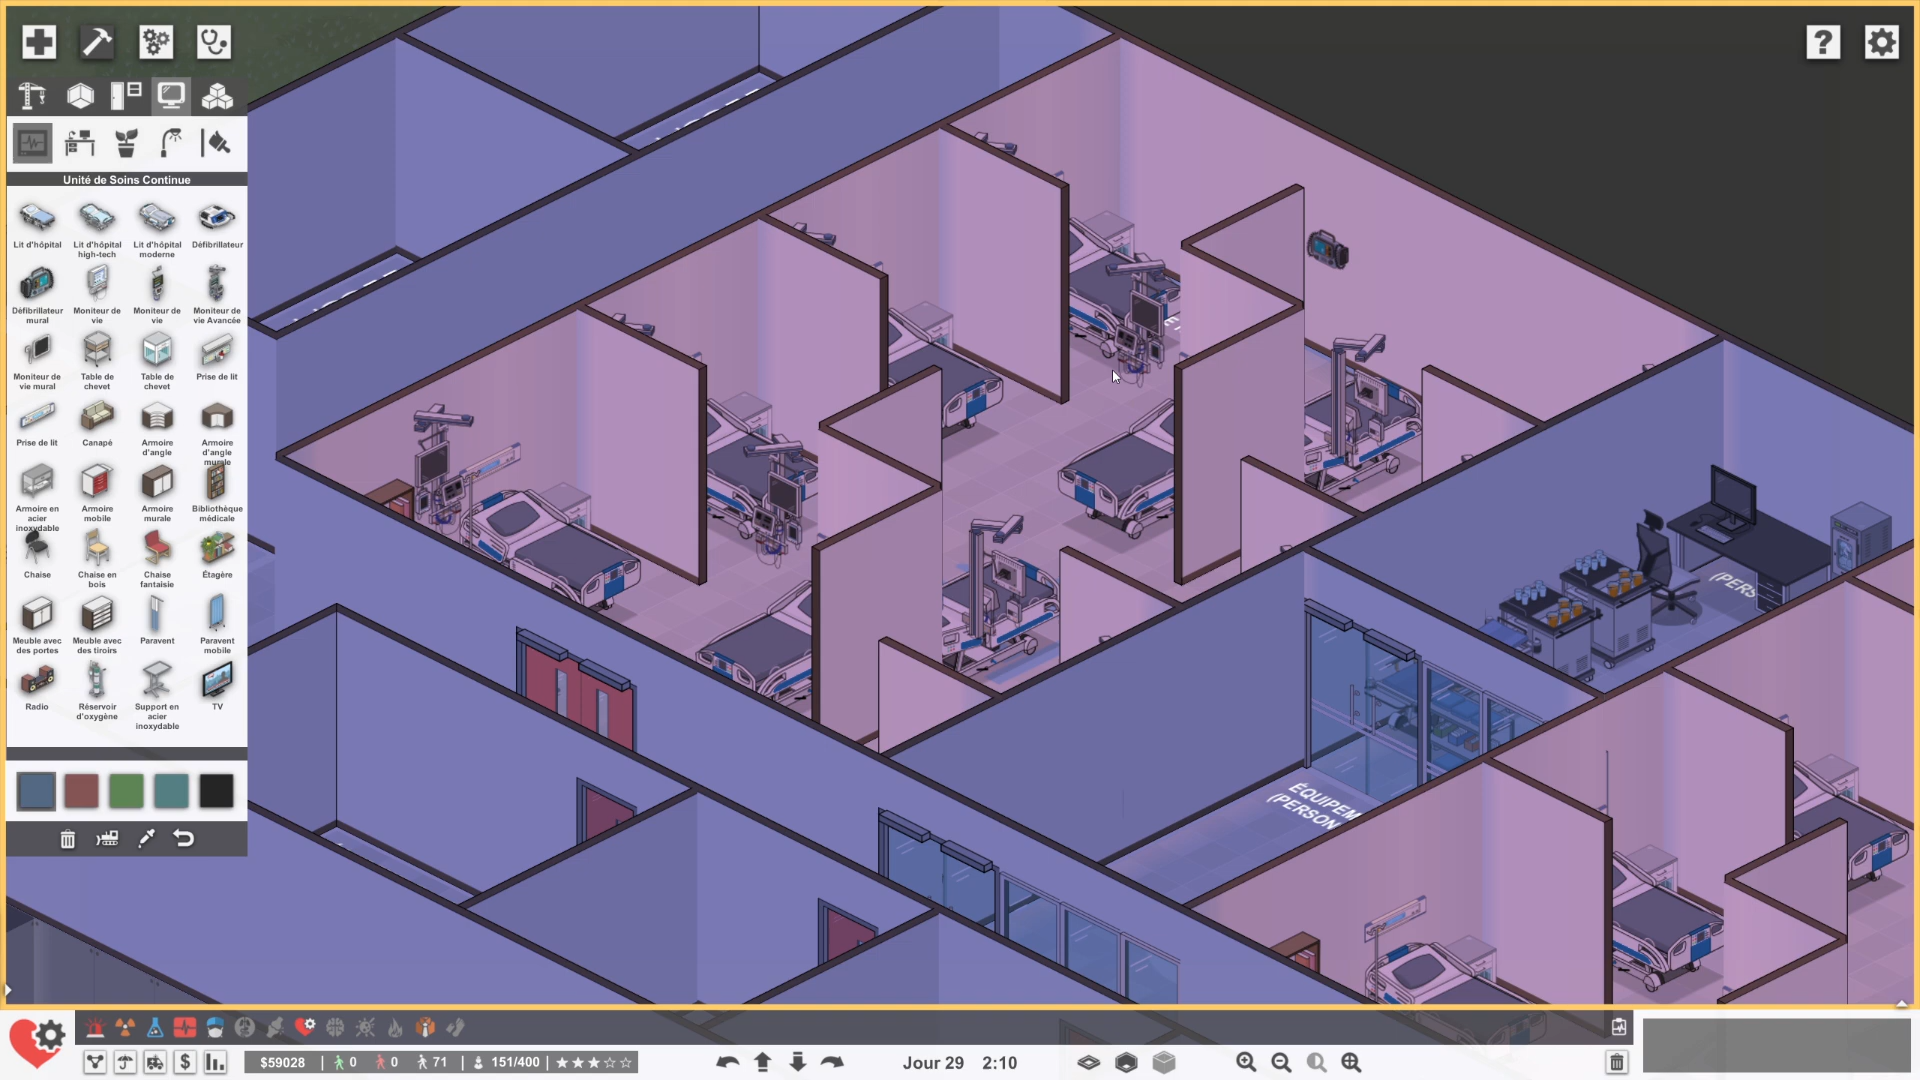 Unité de Soins Continue
Lit d'hôpital
Lit d'hôpital high-tech
Lit d'hôpital moderne
Défibrillateur
Défibrillateur mural
Moniteur de vie
Moniteur de vie
Moniteur de vie Avancée
Moniteur de vie mural
Table de chevet
Table de chevet
Prise de lit
Prise de lit
Canapé
Armoire d'angle
Armoire d'angle murale
Armoire en acier inoxydable
Armoire mobile
Armoire murale
Bibliothèque médicale
Chaise
Chaise en bois
Chaise fantaisie
Étagère
Meuble avec des portes
Meuble avec des tiroirs
Paravent
Paravent mobile
Radio
Réservoir d'oxygène
Support en acier inoxydable
TV
?
(PERS
ÉQUIPEM
(PERSON
$59028 | 0 0 71 | 151/400 |
Jour 29 2:10